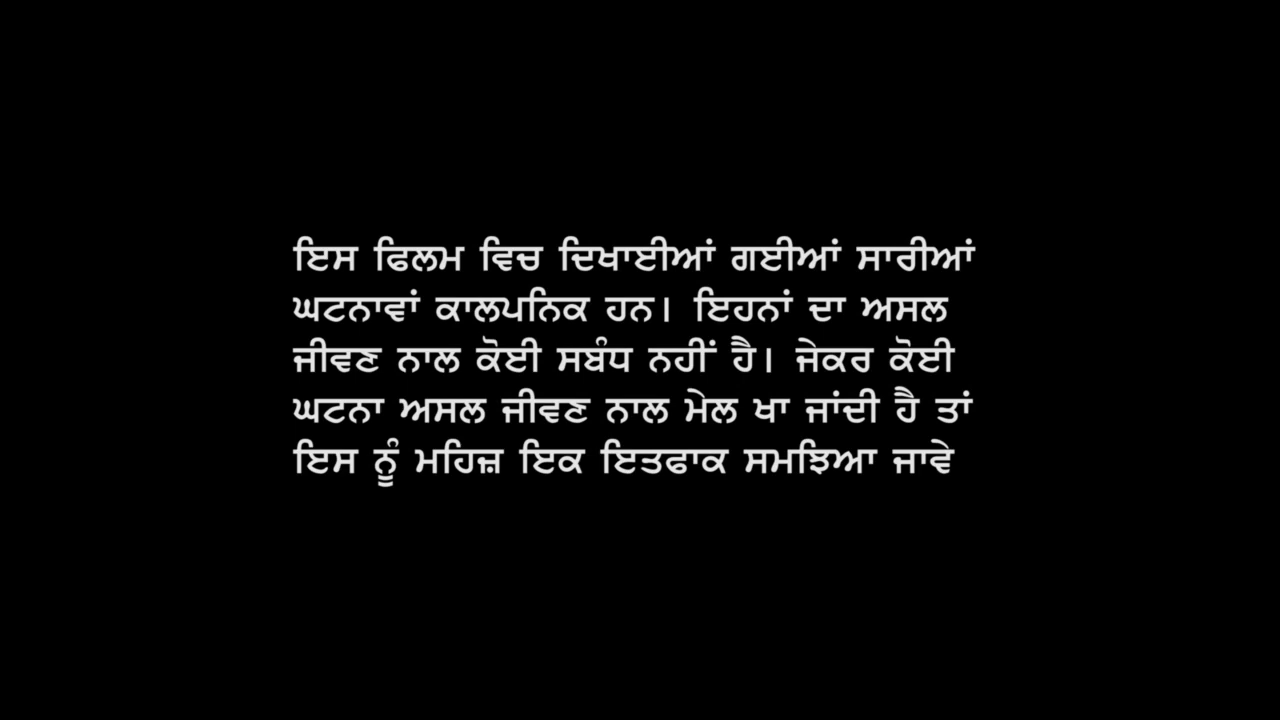 ਇਸ ਫਿਲਮ ਵਿਚ ਦਿਖਾਈਆਂ ਗਈਆਂ ਸਾਰੀਆਂ
ਘਟਨਾਵਾਂ ਕਾਲਪਨਿਕ ਹਨ। ਇਹਨਾਂ ਦਾ ਅਸਲ
ਜੀਵਣ ਨਾਲ ਕੋਈ ਸਬੰਧ ਨਹੀਂ ਹੈ। ਜੇਕਰ ਕੋਈ
ਘਟਨਾ ਅਸਲ ਜੀਵਣ ਨਾਲ ਮੇਲ ਖਾ ਜਾਂਦੀ ਹੈ ਤਾਂ
ਇਸ ਨੂੰ ਮਹਿਜ਼ ਇਕ ਇਤਫਾਕ ਸਮਝਿਆ ਜਾਵੇ